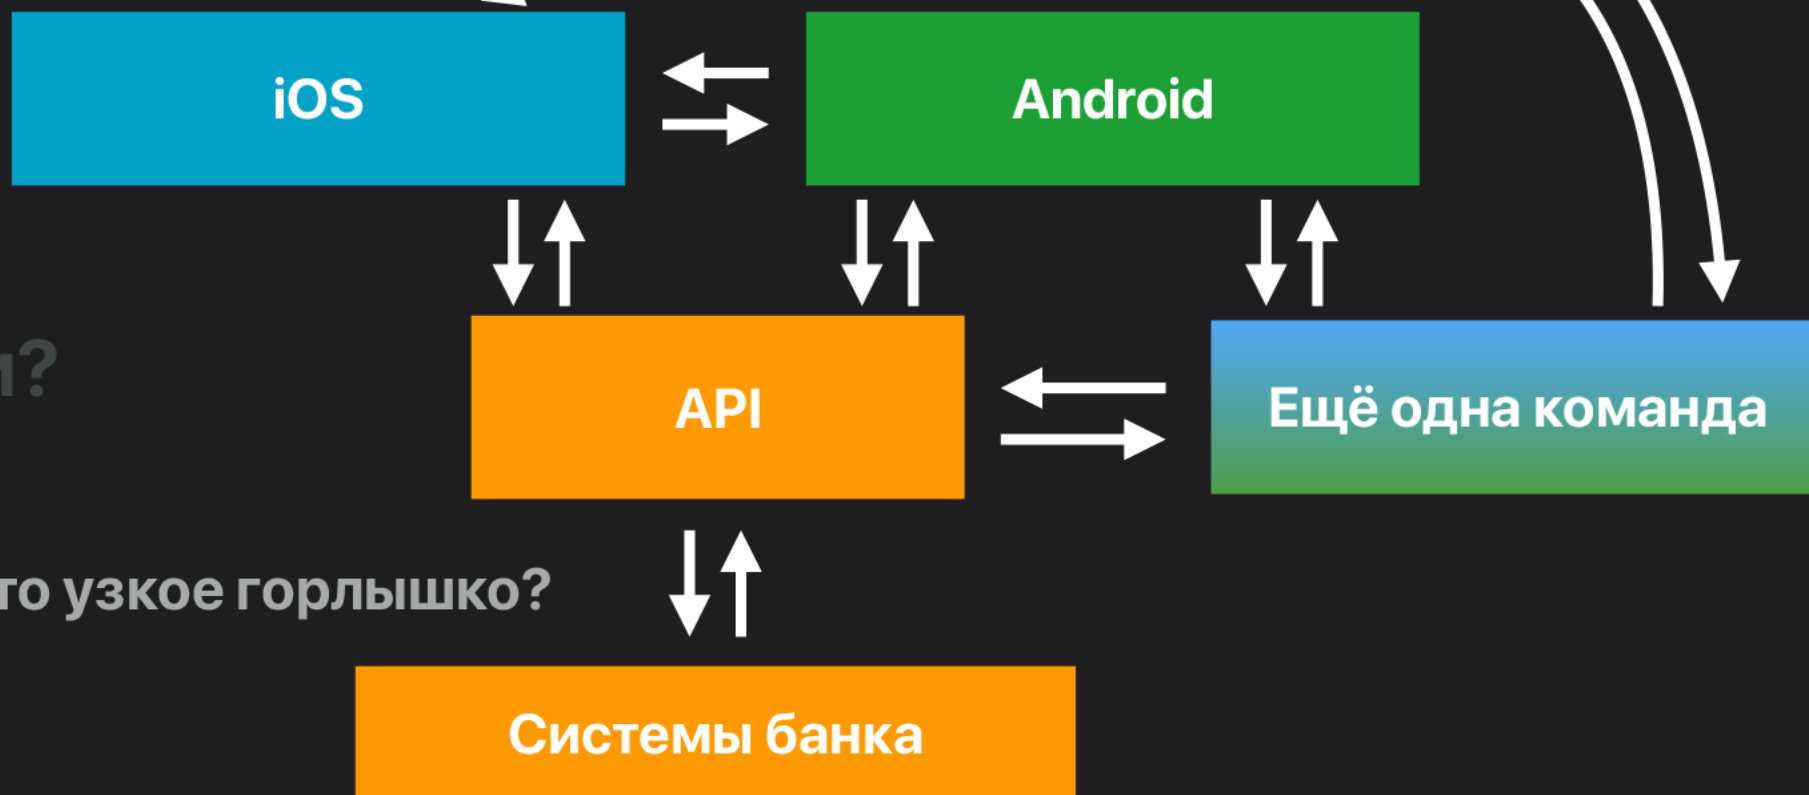 iOS
Android
и?
API
Ещё одна команда
то узкое горлышко?
Системы банка